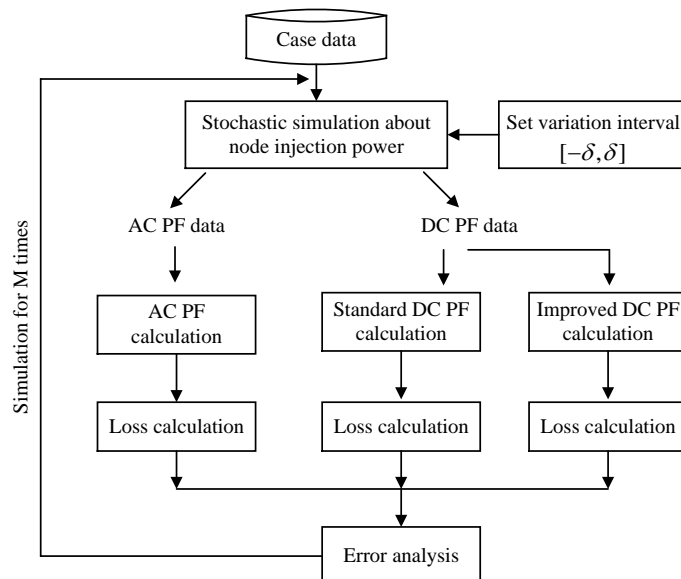 Case data
Stochastic simulation about
node injection power
Set variation interval
[−δ,δ]
AC PF data
DC PF data
Simulation for M times
AC PF
calculation
Standard DC PF
calculation
Improved DC PF
calculation
Loss calculation
Loss calculation
Loss calculation
Error analysis